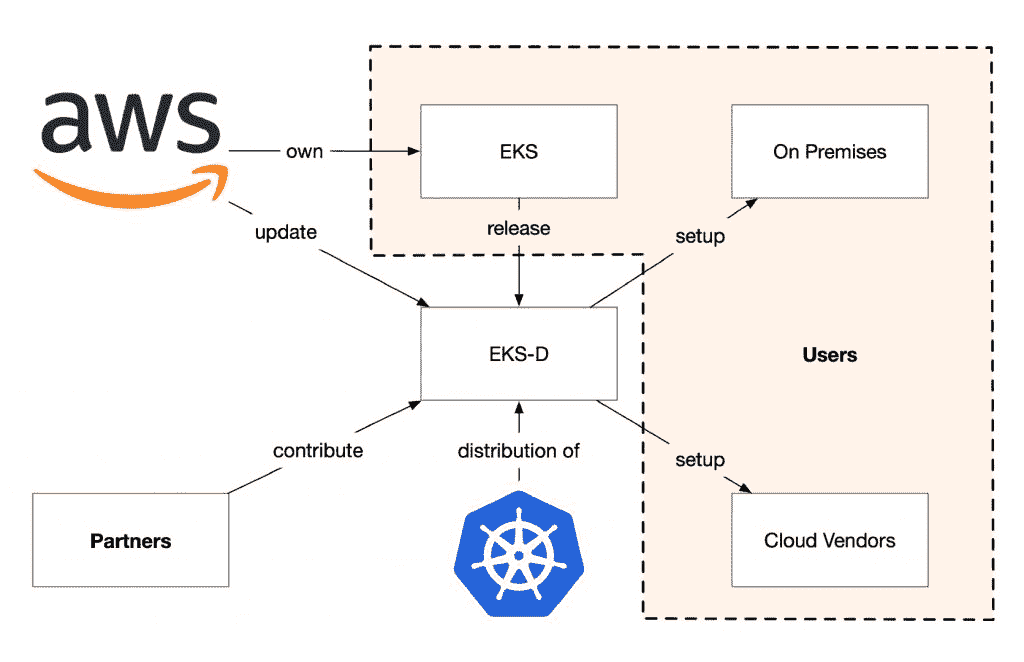 aws
own
EKS
On Premises
update
release
setup
EKS-D
Users
contribute
distribution of
setup
Partners
Cloud Vendors